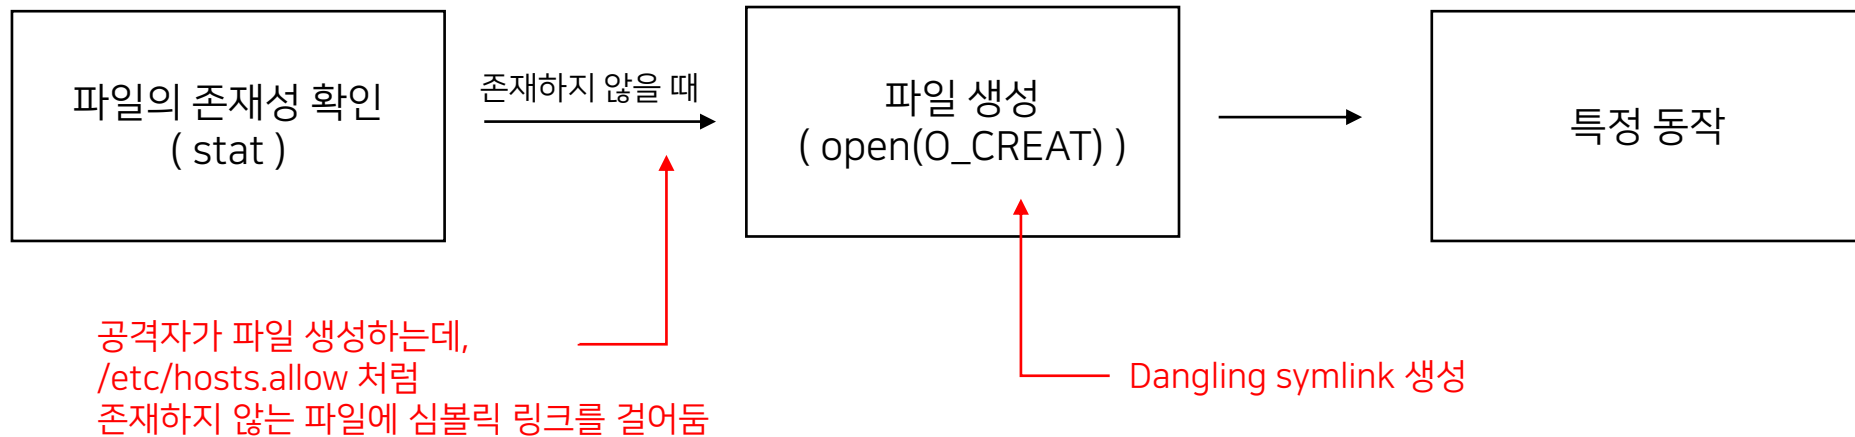 파일의 존재성 확인
( stat )
존재하지 않을 때
파일 생성
( open(O_CREAT) )
특정 동작
공격자가 파일 생성하는데,
/etc/hosts.allow 처럼
존재하지 않는 파일에 심볼릭 링크를 걸어둠
Dangling symlink 생성